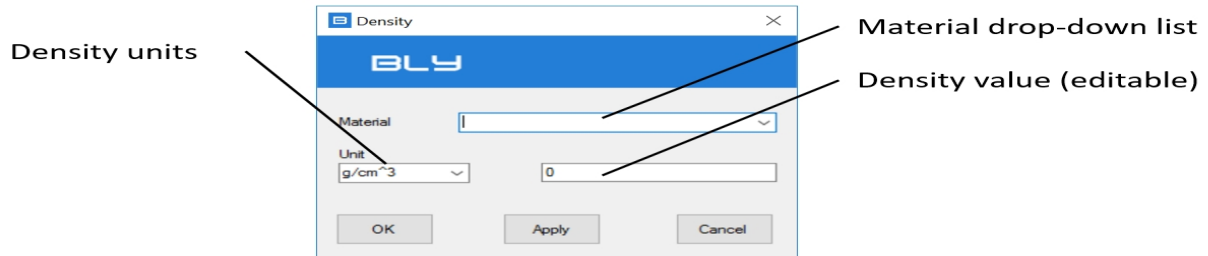 Density
Material drop-down list
Density units
BLY
Density value (editable)
Material
Unit
g/cm^3
0
OK
Apply
Cancel